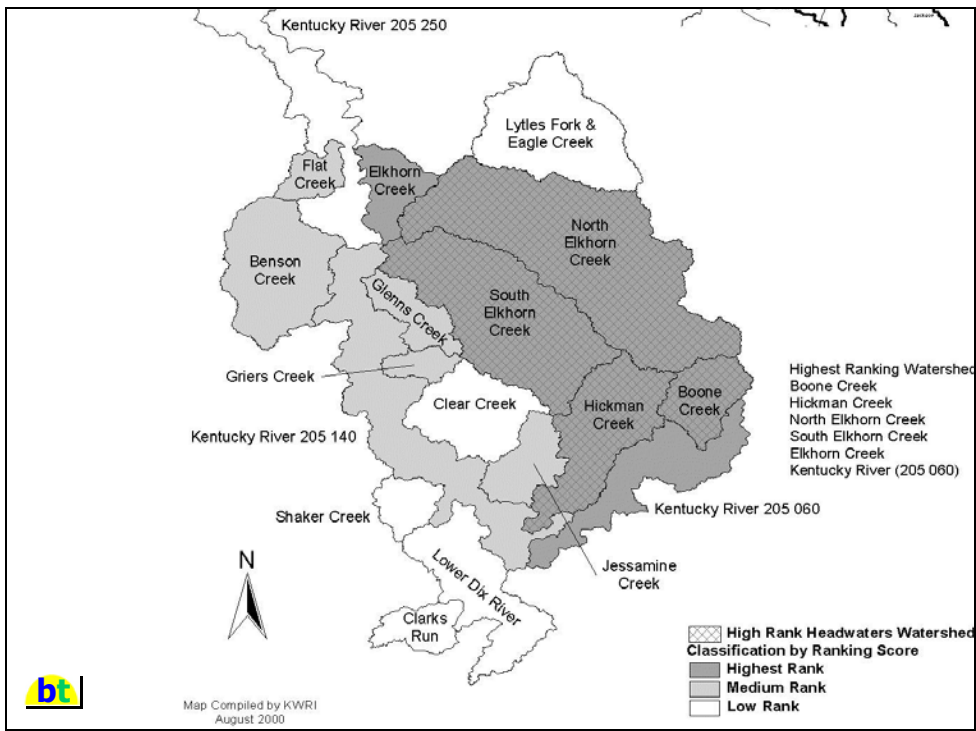 Kentucky River 205 250
Jackson
Lytles Fork &
Eagle Creek
Flat
Creek
Elkhorn
Creek
North
Elkhorn
Creek
Benson
Creek
Glenns Creek
South
Elkhorn
Creek
Griers Creek
Clear Creek
Hickman
Creek
Boone
Creek
Highest Ranking Watershed
Boone Creek
Hickman Creek
North Elkhorn Creek
South Elkhorn Creek
Elkhorn Creek
Kentucky River (205 060)
Kentucky River 205 140
Shaker Creek
Kentucky River 205 060
N
Lower Dix River
Jessamine
Creek
Clarks
Run
High Rank Headwaters Watershed
Classification by Ranking Score
Highest Rank
Medium Rank
Low Rank
bt
Map Compiled by KWRI
August 2000